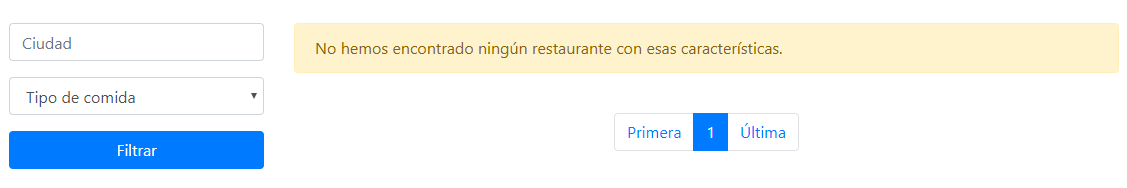 Ciudad
Tipo de comida
Filtrar
No hemos encontrado ningún restaurante con esas características.
Primera 1 Última